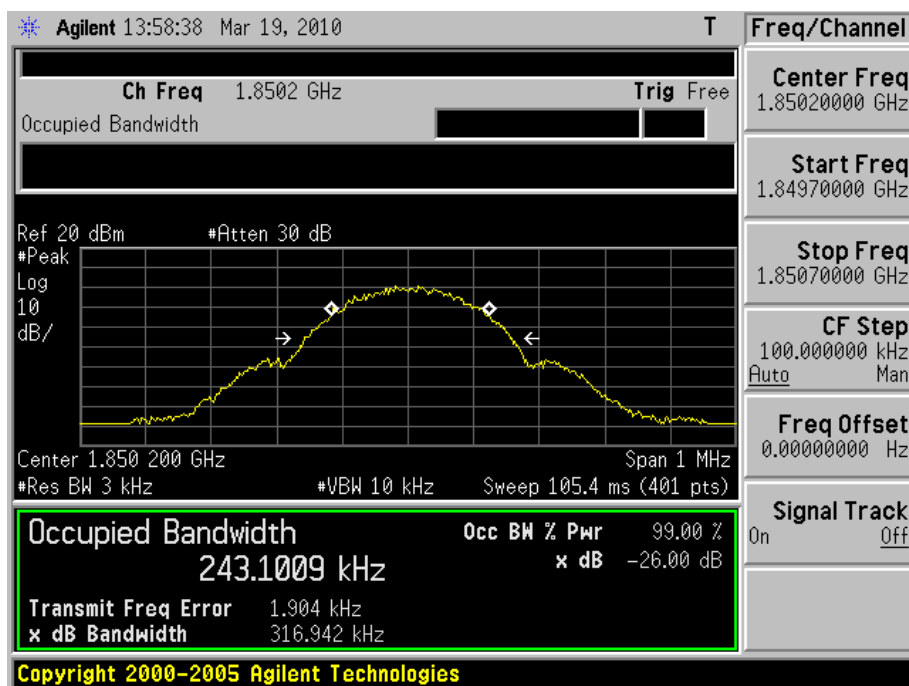 Agilent 13:58:38 Mar 19, 2010 T
Freq/Channel
Ch Freq 1.8502 GHz Trig Free
Occupied Bandwidth
Center Freq
1.85020000 GHz
Start Freq
1.84970000 GHz
Stop Freq
1.85070000 GHz
CF Step
100.000000 kHz
Auto Man
Freq Offset
0.00000000 Hz
Signal Track
On Off
Ref 20 dBm #Atten 30 dB
#Peak
Log
10
dB/
Center 1.850 200 GHz Span 1 MHz
#Res BW 3 kHz #VBW 10 kHz Sweep 105.4 ms (401 pts)
Occupied Bandwidth
243.1009 kHz
Occ BW % Pwr 99.00 %
x dB -26.00 dB
Transmit Freq Error 1.904 kHz
x dB Bandwidth 316.942 kHz
Copyright 2000-2005 Agilent Technologies